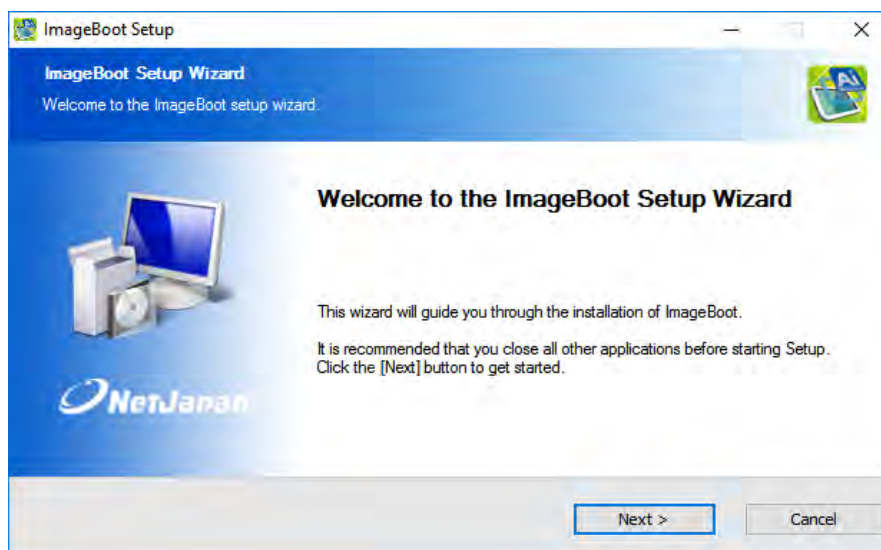 ImageBoot Setup
ImageBoot Setup Wizard
Welcome to the ImageBoot setup wizard.
Ai
Welcome to the ImageBoot Setup Wizard
This wizard will guide you through the installation of ImageBoot.
It is recommended that you close all other applications before starting Setup.
Click the [Next] button to get started.
NetJapan
Next >
Cancel